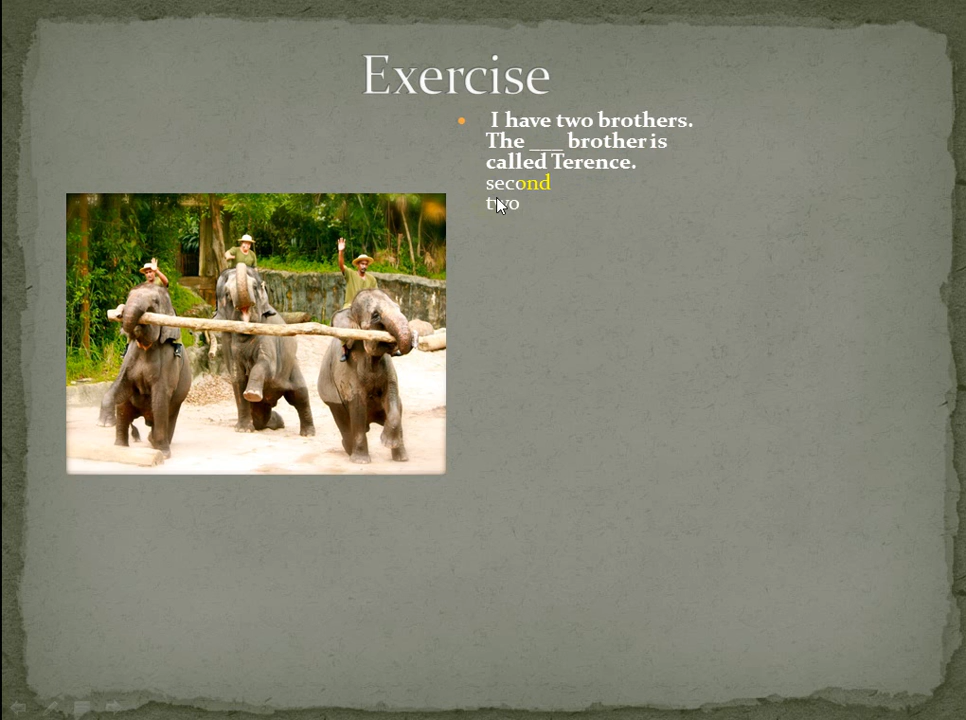 Exercise
I have two brothers.
The ___ brother is
called Terence.
second
two